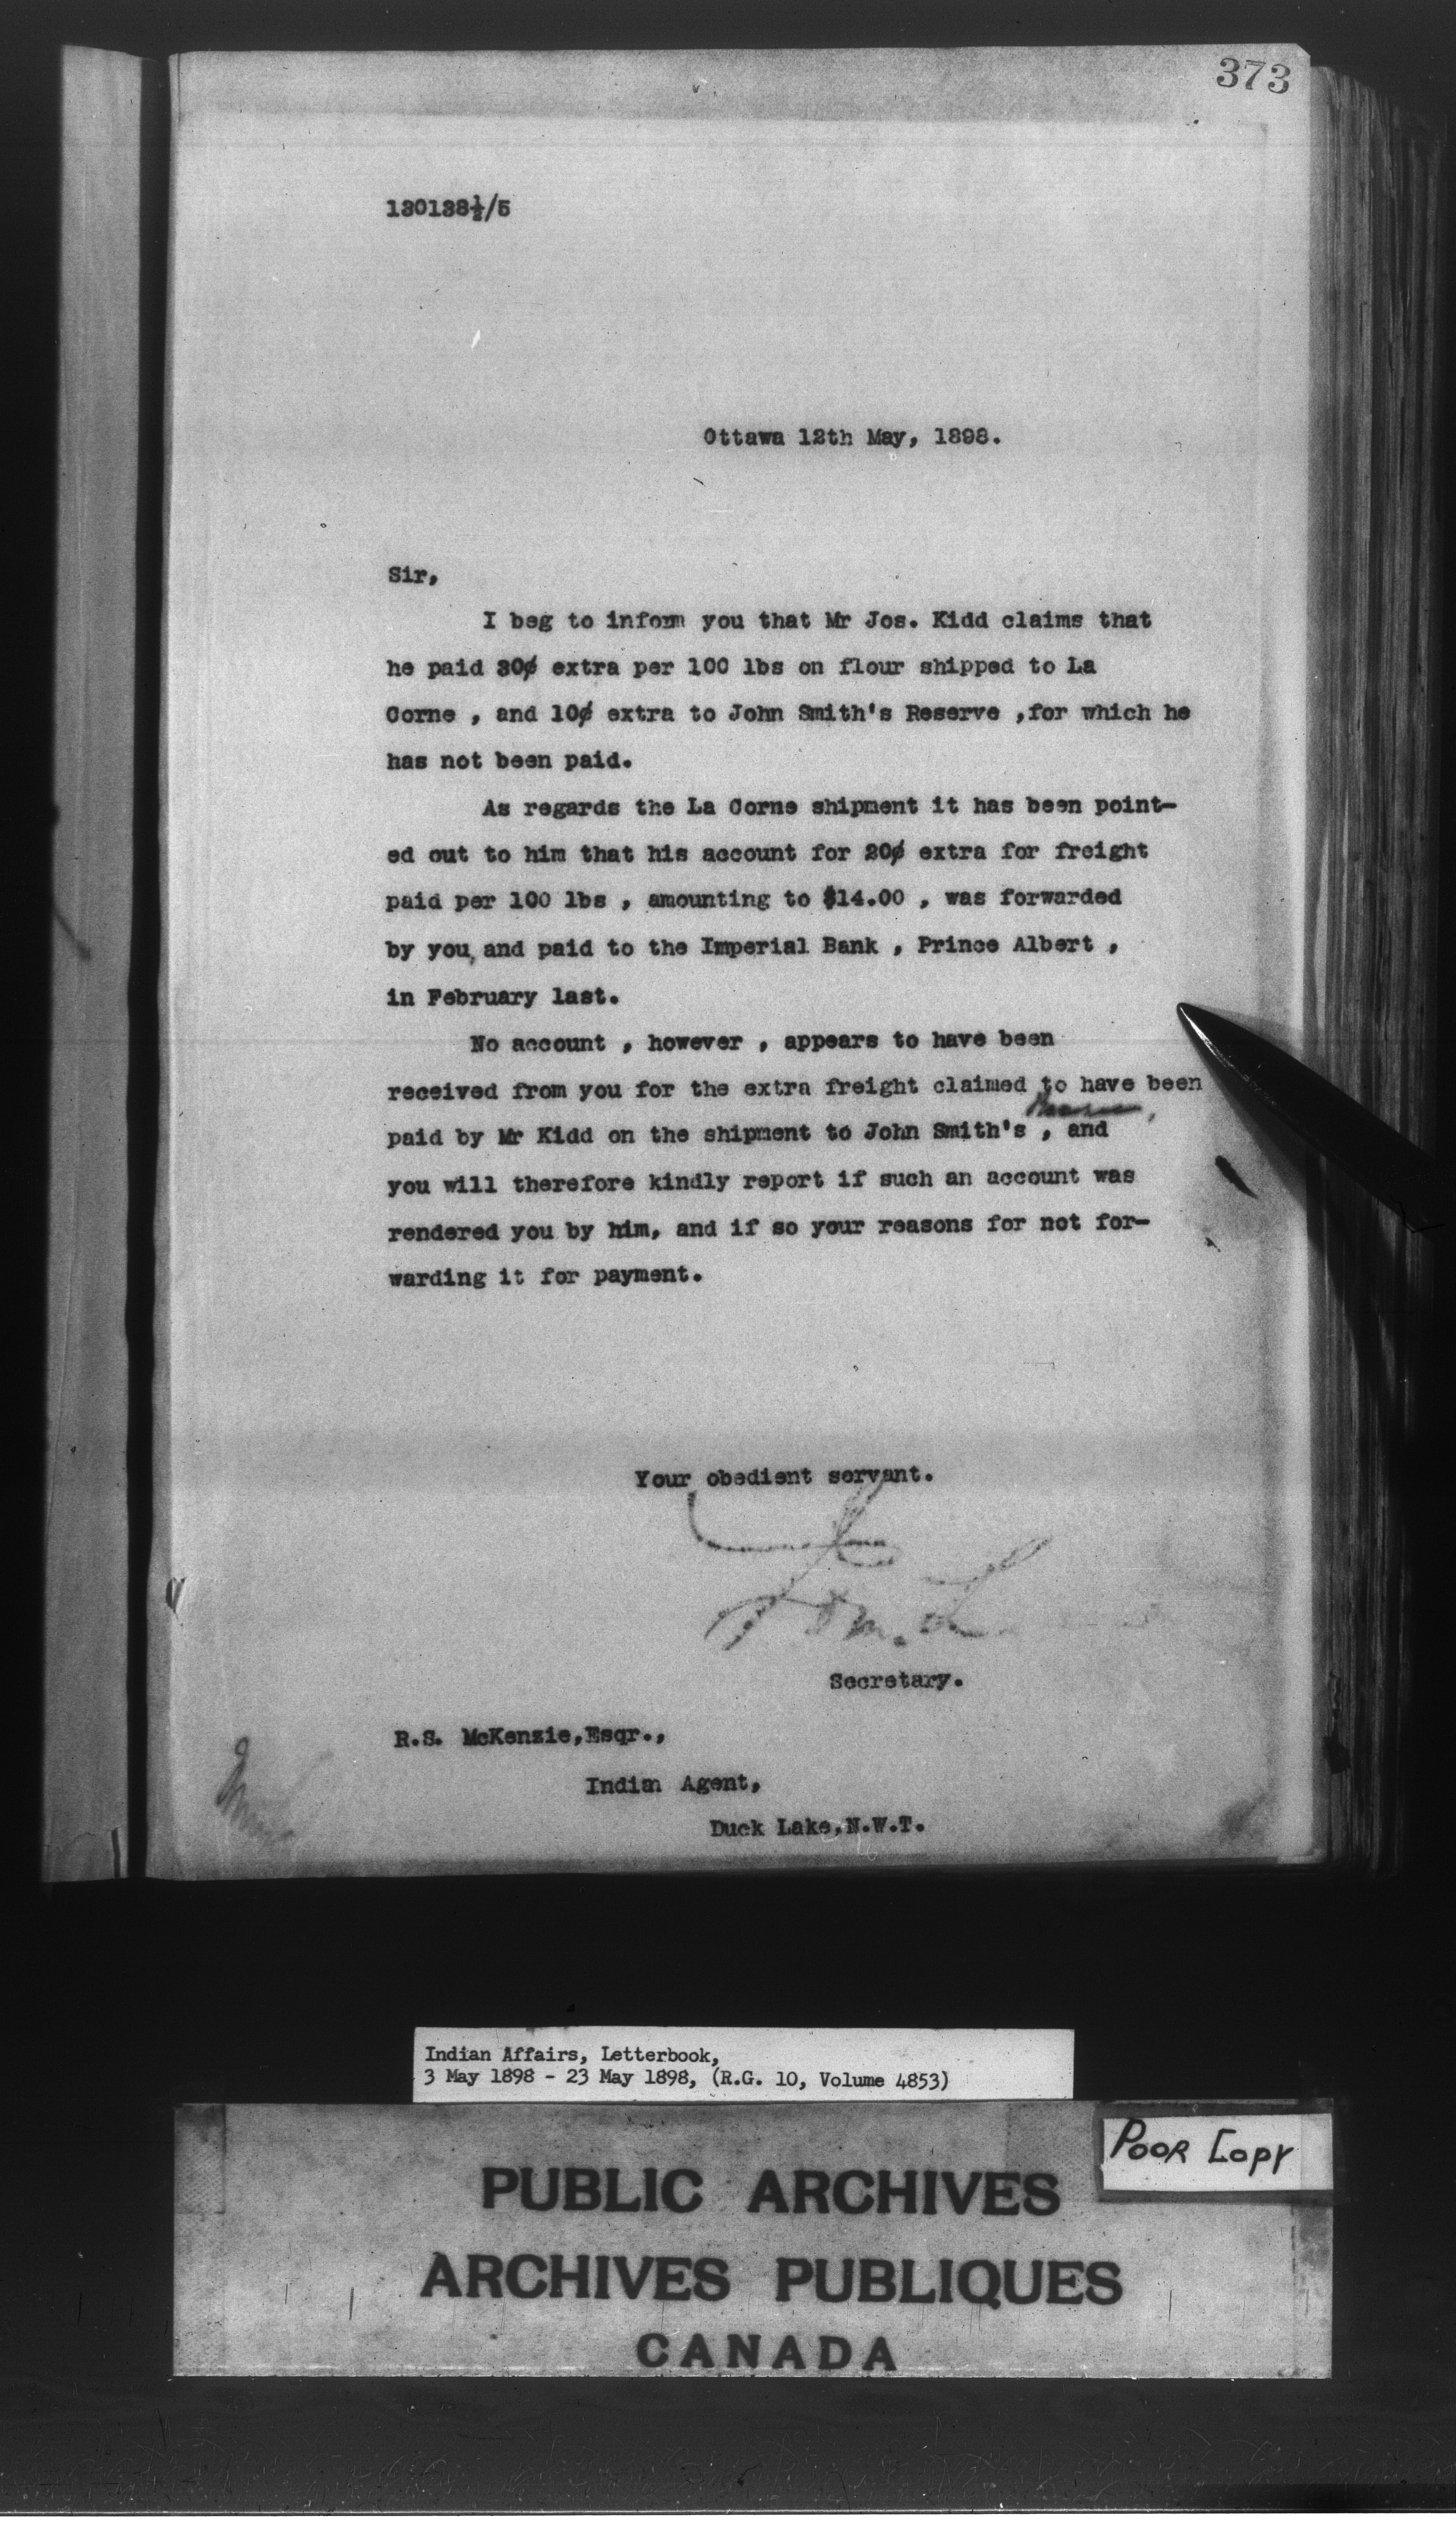 373
130138½/5
Ottawa 12th May, 1898.
Sir,
I beg to inform you that Mr Jos. Kidd claims that
he paid 30¢ extra per 100 lbs on flour shipped to La
Corne , and 10¢ extra to John Smith's Reserve ,for which he
has not been paid.
As regards the La Corne shipment it has been point-
ed out to him that his account for 20¢ extra for freight
paid per 100 lbs , amounting to $14.00 , was forwarded
by you, and paid to the Imperial Bank , Prince Albert ,
in February last.
No account , however , appears to have been
received from you for the extra freight claimed to have been
paid by Mr Kidd on the shipment to John Smith's , and
you will therefore kindly report if such an account was
rendered you by him, and if so your reasons for not for-
warding it for payment.
Your obedient servant.
Secretary.
R.S. McKenzie,Esqr.,
Indian Agent,
Duck Lake,N.W.T.
Indian Affairs, Letterbook,
3 May 1898 - 23 May 1898, (R.G. 10, Volume 4853)
POOR COPY
PUBLIC ARCHIVES
ARCHIVES PUBLIQUES
CANADA